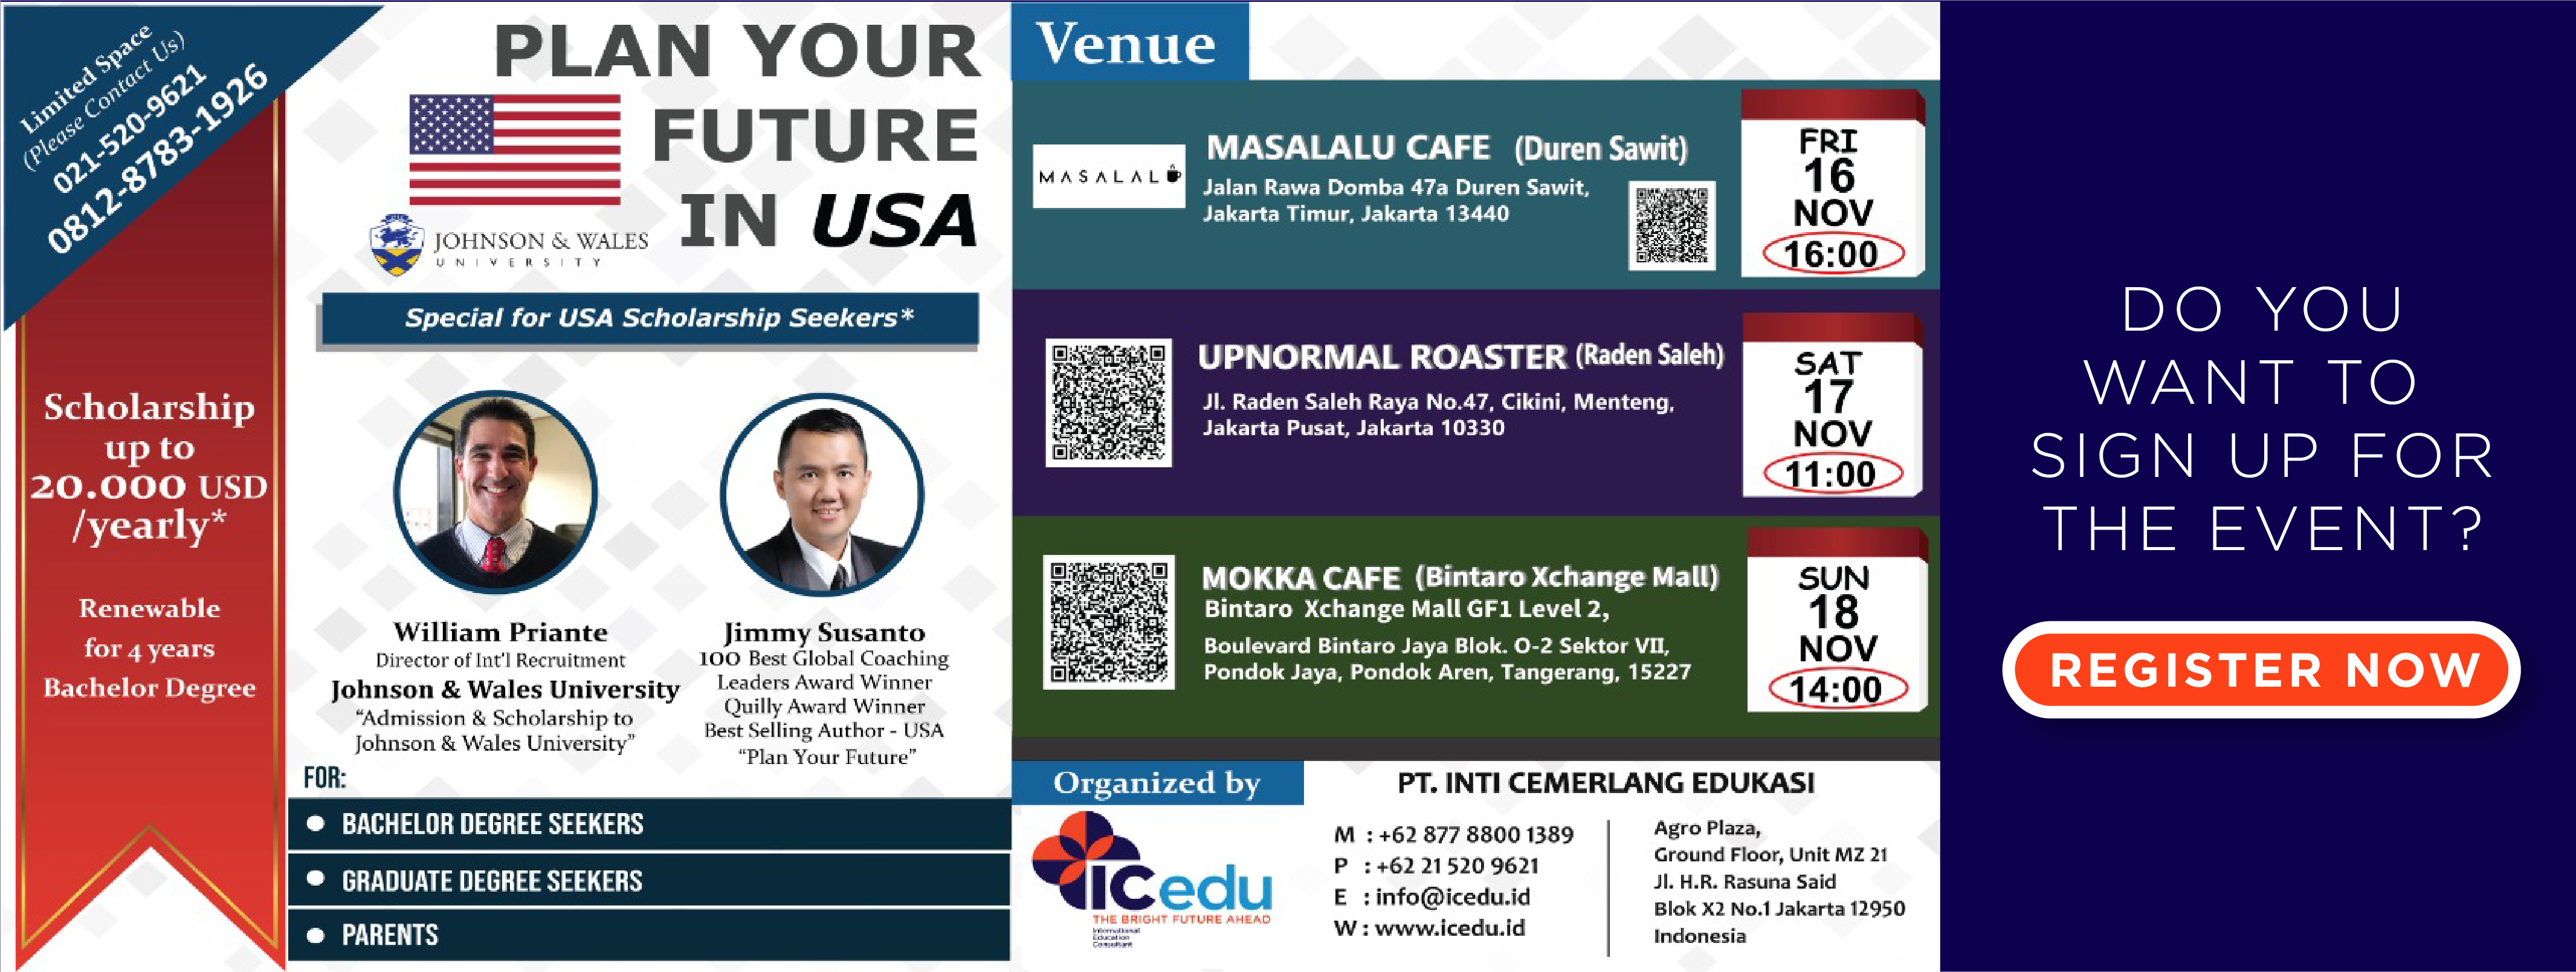 Limited Space
(Please Contact Us)
021-520-9621
0812-8783-1926
Scholarship
up to
20.000 USD
/yearly*
Renewable
for 4 years
Bachelor Degree
PLAN YOUR
FUTURE
IN USA
JOHNSON & WALES
UNIVERSITY
Special for USA Scholarship Seekers*
William Priante
Director of Int'l Recruitment
Johnson & Wales University
“Admission & Scholarship to
Johnson & Wales University”
Jimmy Susanto
100 Best Global Coaching
Leaders Award Winner
Quilly Award Winner
Best Selling Author - USA
“Plan Your Future”
FOR:
BACHELOR DEGREE SEEKERS
GRADUATE DEGREE SEEKERS
PARENTS
Venue
MASALAL
MASALALU CAFE (Duren Sawit)
Jalan Rawa Domba 47a Duren Sawit,
Jakarta Timur, Jakarta 13440
FRI
16
NOV
16:00
UPNORMAL ROASTER (Raden Saleh)
Jl. Raden Saleh Raya No.47, Cikini, Menteng,
Jakarta Pusat, Jakarta 10330
SAT
17
NOV
11:00
MOKKA CAFE (Bintaro Xchange Mall)
Bintaro Xchange Mall GF1 Level 2,
Boulevard Bintaro Jaya Blok. O-2 Sektor VII,
Pondok Jaya, Pondok Aren, Tangerang, 15227
SUN
18
NOV
14:00
Organized by
icedu
THE BRIGHT FUTURE AHEAD
International
Education
Consultant
PT. INTI CEMERLANG EDUKASI
M : +62 877 8800 1389
P : +62 21 520 9621
E : info@icedu.id
W : www.icedu.id
Agro Plaza,
Ground Floor, Unit MZ 21
Jl. H.R. Rasuna Said
Blok X2 No.1 Jakarta 12950
Indonesia
DO YOU
WANT TO
SIGN UP FOR
THE EVENT?
REGISTER NOW